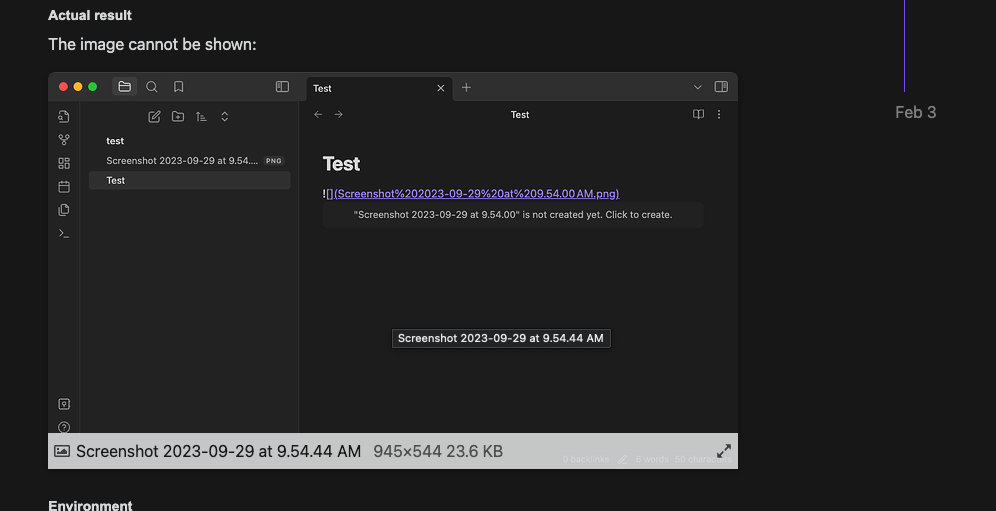 Actual result
The image cannot be shown:
Feb 3
Test
Test
test
Screenshot 2023-09-29 at 9.54.... PNG
Test
Test
![](Screenshot%202023-09-29%20at%209.54.00 AM.png)
"Screenshot 2023-09-29 at 9.54.00" is not created yet. Click to create.
Screenshot 2023-09-29 at 9.54.44 AM
Screenshot 2023-09-29 at 9.54.44 AM 945×544 23.6 KB
0 backlinks 6 words 50 characters
Environment